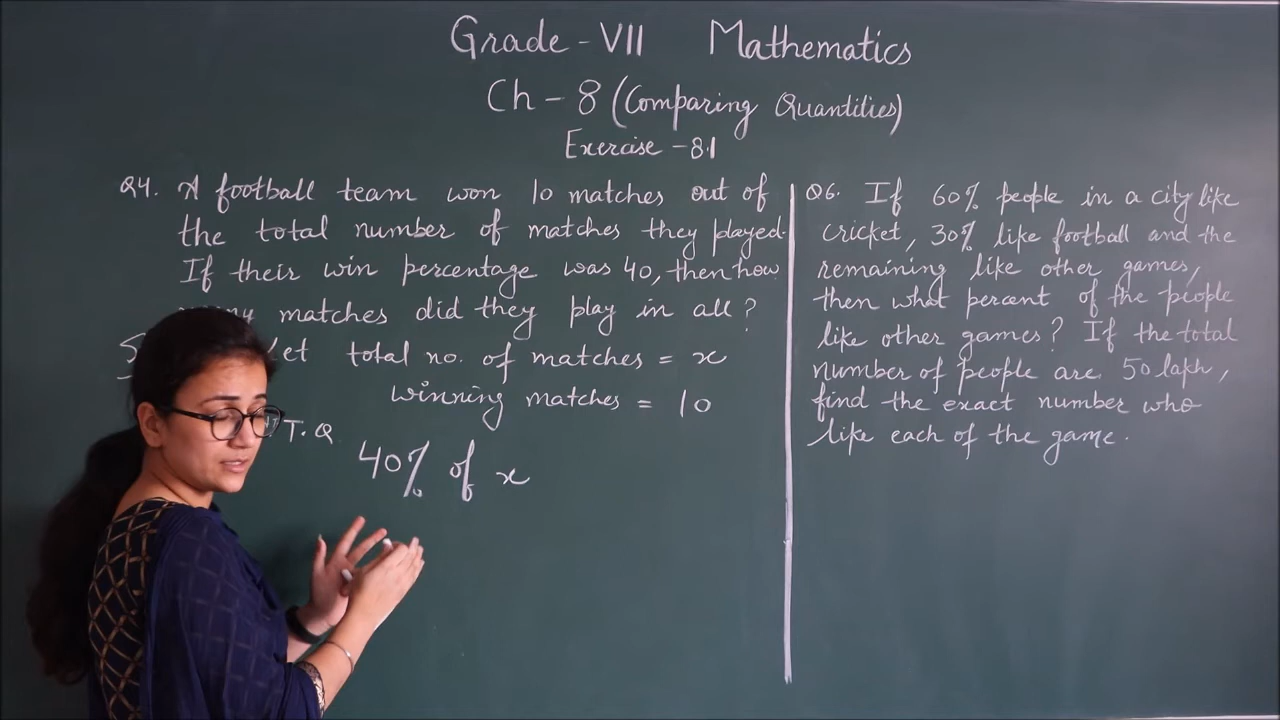 Grade - VII Mathematics
Ch - 8 (Comparing Quantities)
Exercise - 8.1
Q4. A football team won 10 matches out of
the total number of matches they played.
If their win percentage was 40, then how
matches did they play in all?
Let total no. of matches = x
winning matches = 10
T. Q
40% of x
Q6. If 60% people in a city like
cricket, 30% like football and the
remaining like other games,
then what percent of the people
like other games? If the total
number of people are 50 lakh,
find the exact number who
like each of the game.